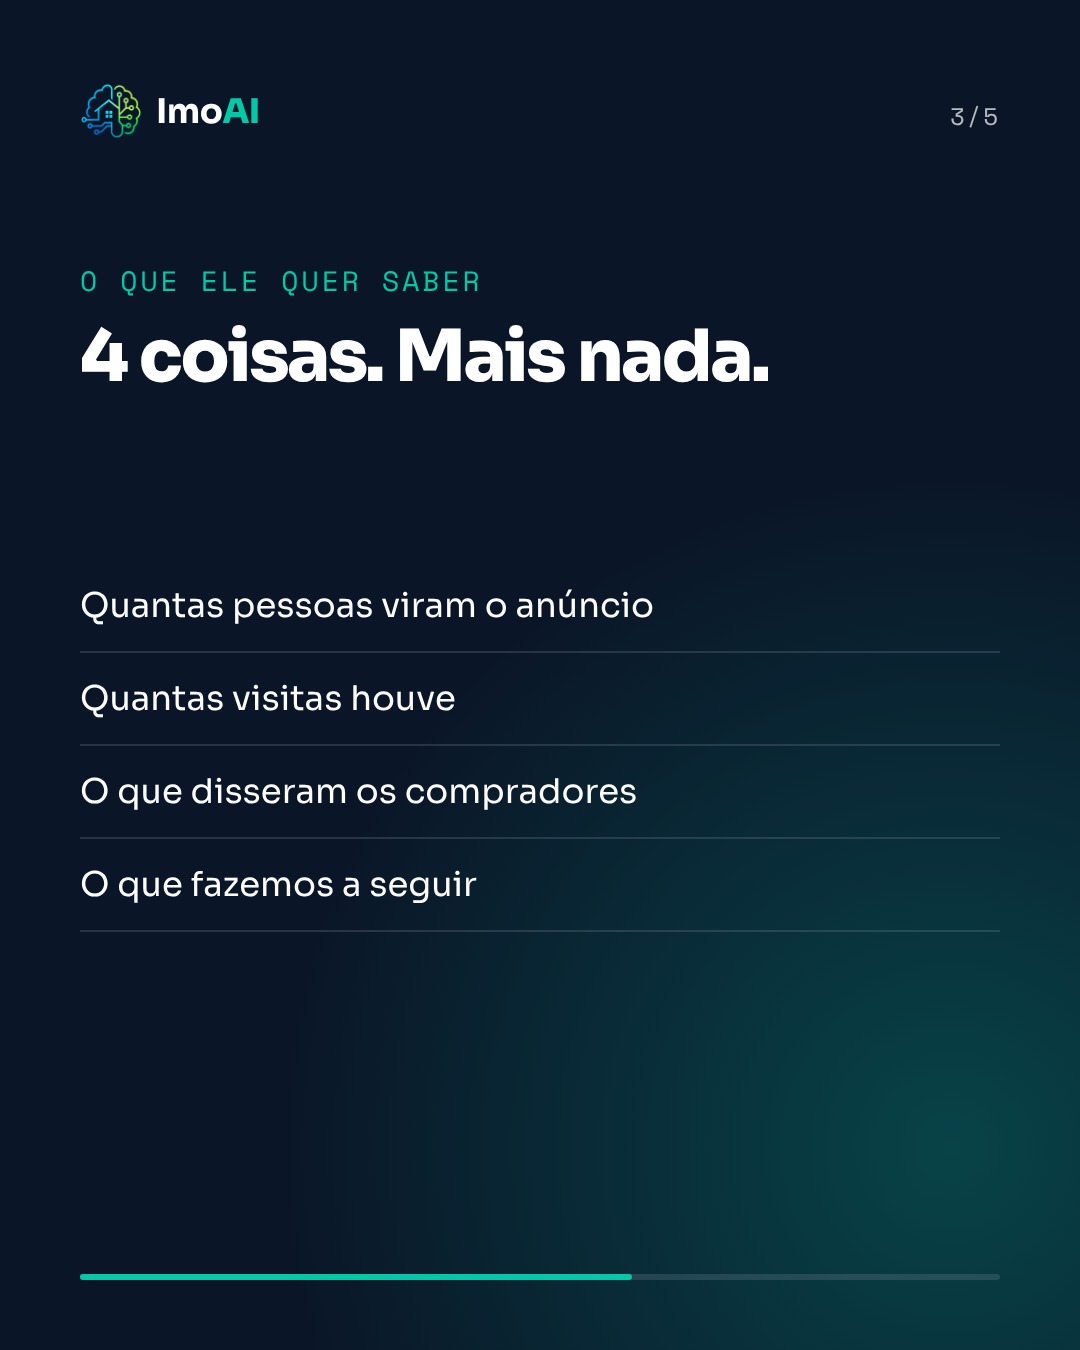 ImoAI
3/5
O QUE ELE QUER SABER
4 coisas. Mais nada.
Quantas pessoas viram o anúncio
Quantas visitas houve
O que disseram os compradores
O que fazemos a seguir